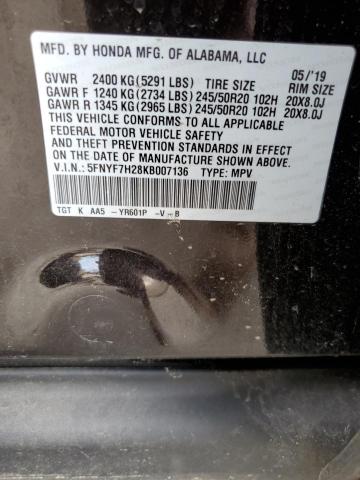 MFD. BY HONDA MFG. OF ALABAMA, LLC
05/'19
GVWR 2400 KG(5291 LBS) TIRE SIZE RIM SIZE
GAWR F 1240 KG(2734 LBS)245/50R20 102H 20X8.0J
GAWR R 1345 KG(2965 LBS)245/50R20 102H 20X8.0J
THIS VEHICLE CONFORMS TO ALL APPLICABLE
FEDERAL MOTOR VEHICLE SAFETY STANDARDS IN
EFFECT ON THE DATE OF MANUFACTURE SHOWN ABOVE.
V.I.N.: 5FNYF7H28KB007136 TYPE: MPV
TGT K AA5 -YR601P -V -B